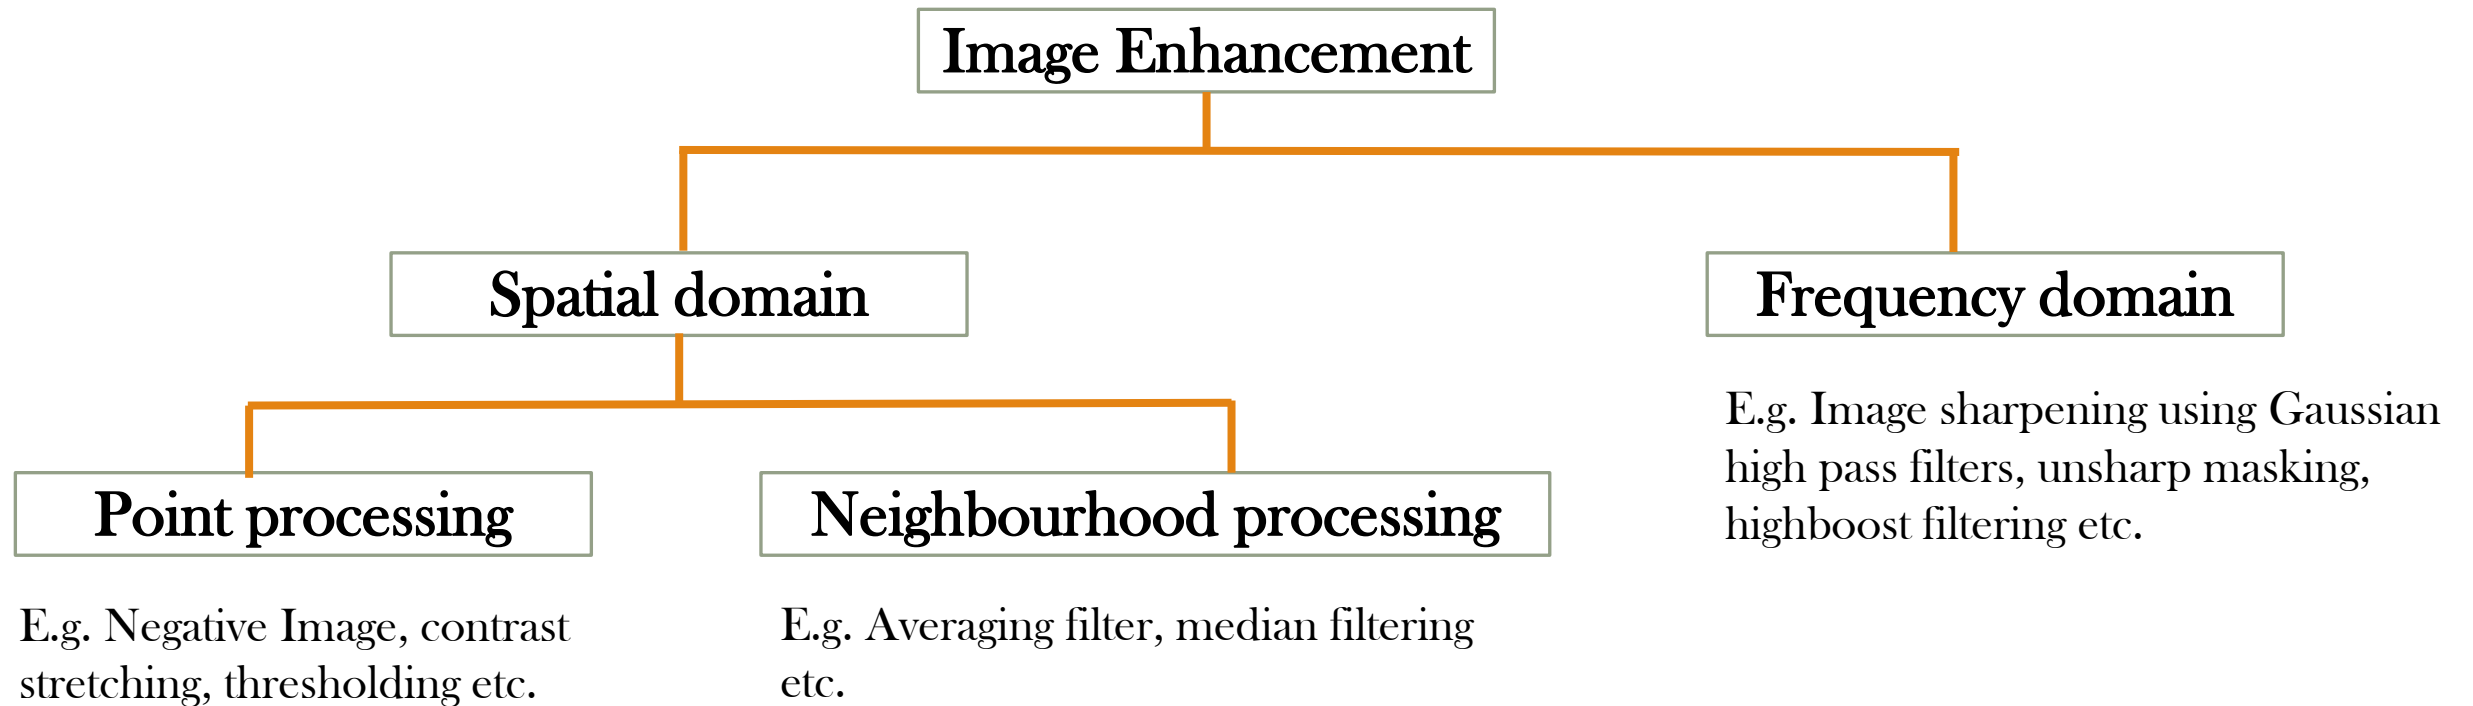 Image Enhancement
Spatial domain
Frequency domain
E.g. Image sharpening using Gaussian
high pass filters, unsharp masking,
highboost filtering etc.
Point processing
Neighbourhood processing
E.g. Negative Image, contrast
stretching, thresholding etc.
E.g. Averaging filter, median filtering
etc.